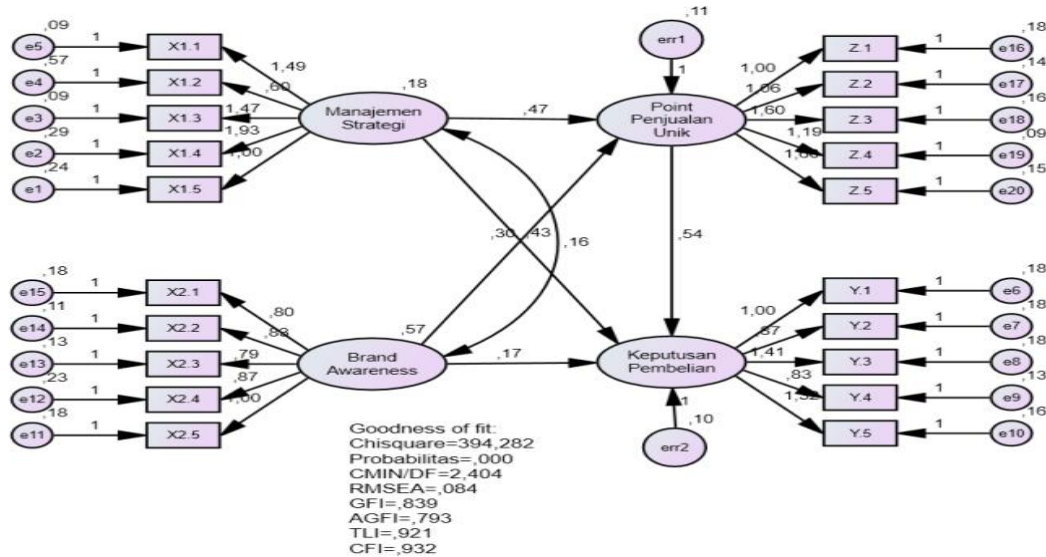 ,09
e5 1 X1.1
,57
e4 1 X1.2
,09
e3 1 X1.3
,29
e2 1 X1.4
,24
e1 1 X1.5
1,49
,60
1,47
1,93
1,00
,18
Manajemen
Strategi
,47
,11
err1
1
Point
Penjualan
Unik
1,00
1,06
1,60
1,19
Z.1 1 e16 ,18
Z.2 1 e17 ,14
Z.3 1 e18 ,16
Z.4 1 e19 ,09
Z.5 1 e20 ,15
,30
,43
,16
,54
,18
e15 1 X2.1
,11
e14 1 X2.2
,13
e13 1 X2.3
,23
e12 1 X2.4
,18
e11 1 X2.5
,80
,79
,87
1,00
,57
Brand
Awareness
,17
Keputusan
Pembelian
1
,10
err2
1,00
,87
1,41
,83
Y.1 1 e6 ,18
Y.2 1 e7 ,18
Y.3 1 e8 ,18
Y.4 1 e9 ,13
Y.5 1 e10 ,16
Goodness of fit:
Chisquare=394,282
Probabilitas=,000
CMIN/DF=2,404
RMSEA=,084
GFI=,839
AGFI=,793
TLI=,921
CFI=,932